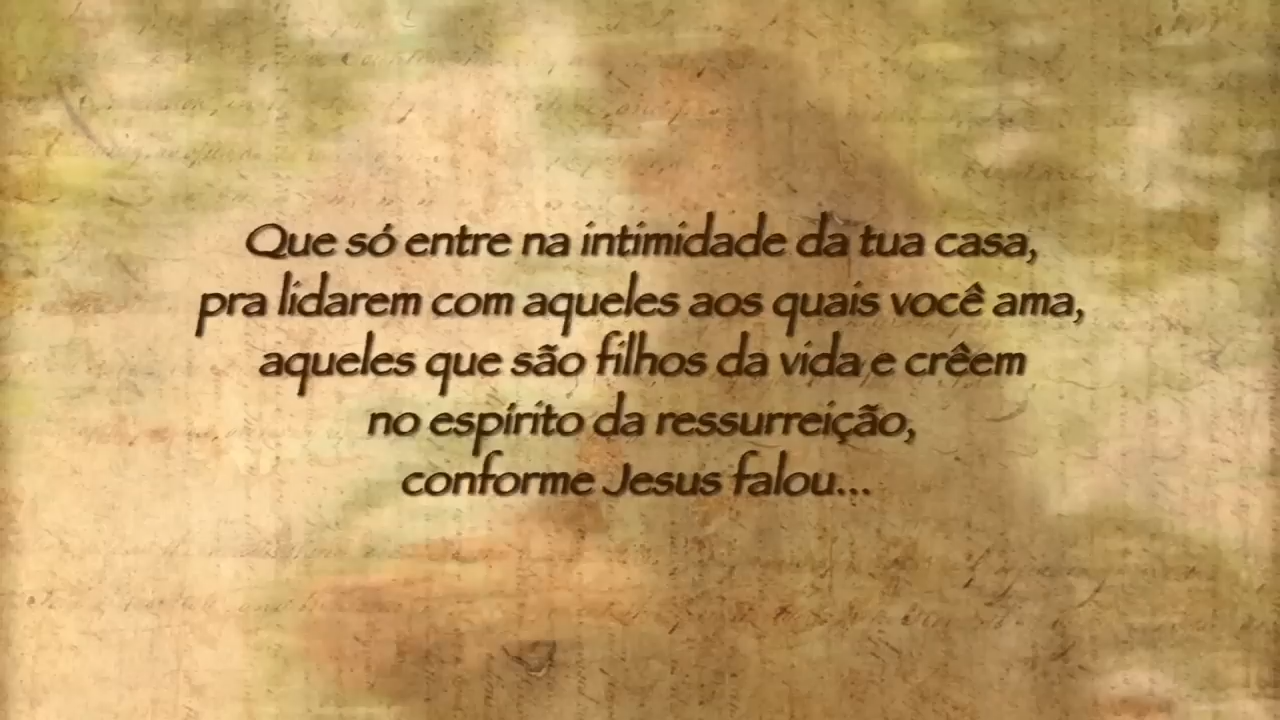 Que só entre na intimidade da tua casa,
pra lidarem com aqueles aos quais você ama,
aqueles que são filhos da vida e crêem
no espírito da ressurreição,
conforme Jesus falou...